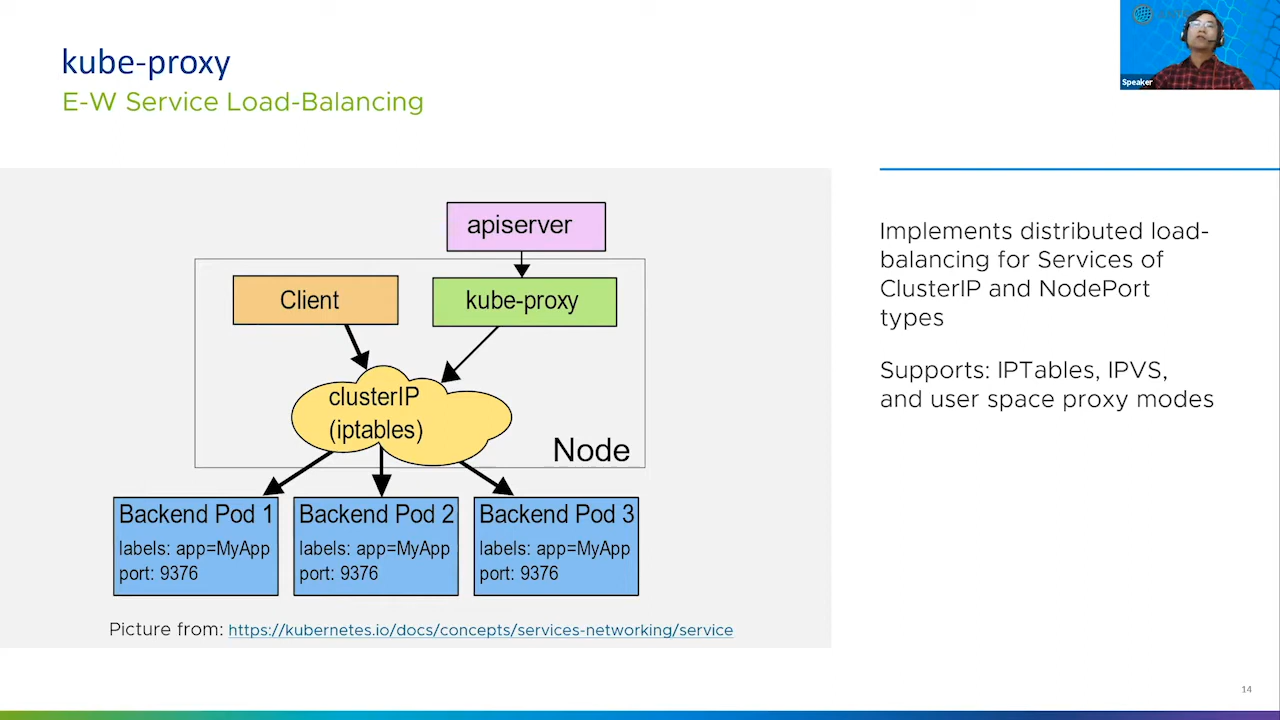 kube-proxy
E-W Service Load-Balancing
Speaker
apiserver
Client
kube-proxy
clusterIP
(iptables)
Node
Backend Pod 1
labels: app=MyApp
port: 9376
Backend Pod 2
labels: app=MyApp
port: 9376
Backend Pod 3
labels: app=MyApp
port: 9376
Picture from: https://kubernetes.io/docs/concepts/services-networking/service
Implements distributed load-
balancing for Services of
ClusterIP and NodePort
types
Supports: IPTables, IPVS,
and user space proxy modes
14